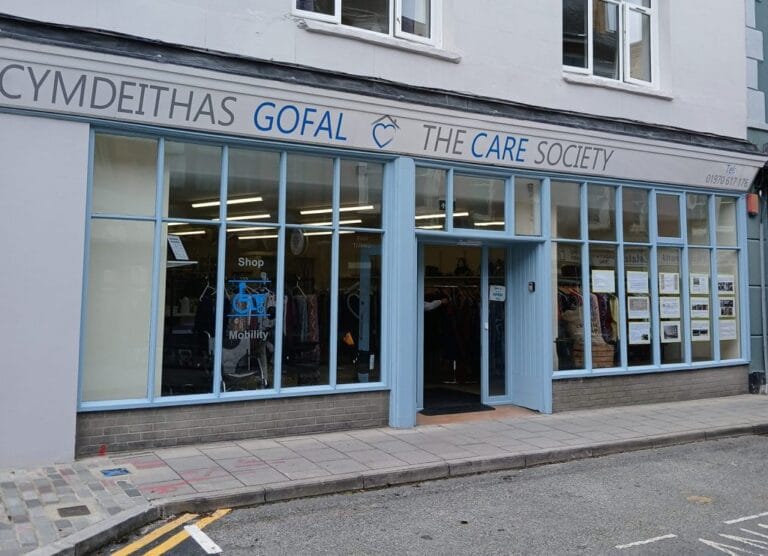 CYMDEITHAS GOFAL THE CARE SOCIETY
Tel:
01970 617 176
Shop
Mobility